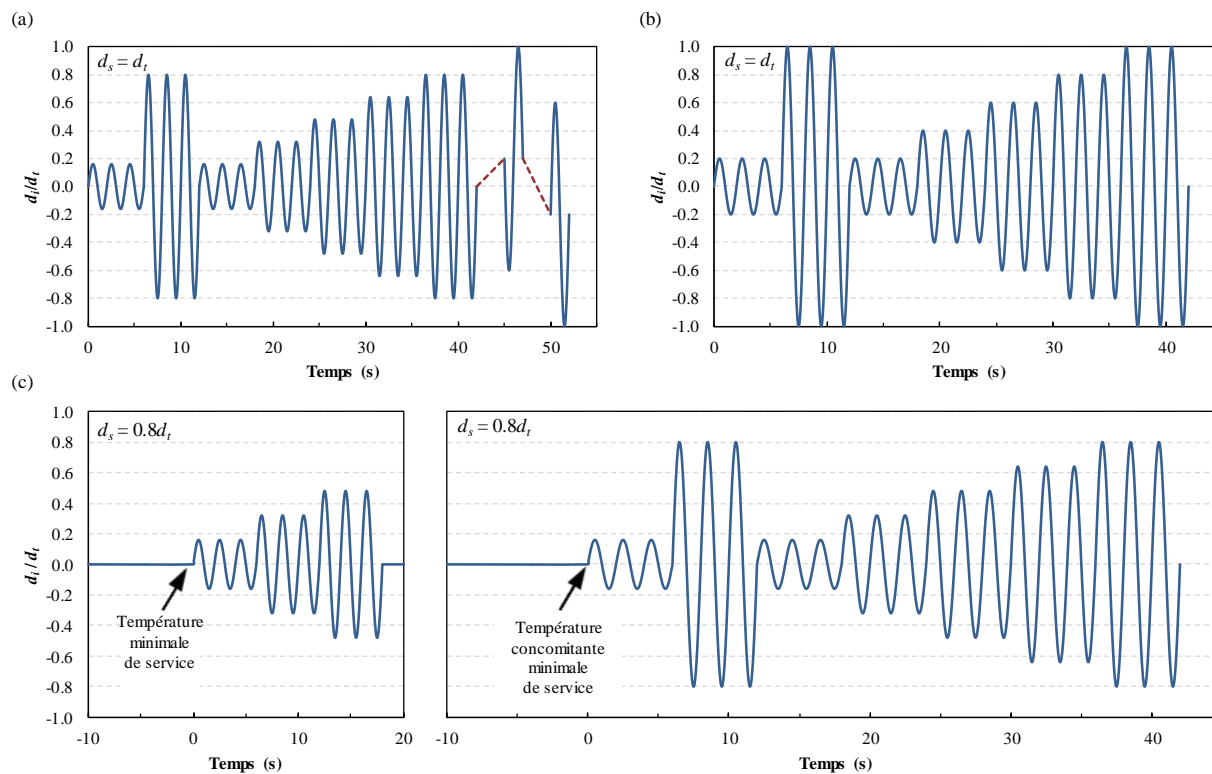 (a)
d_s = d_t
d_i/d_t
1.0
0.8
0.6
0.4
0.2
0.0
-0.2
-0.4
-0.6
-0.8
-1.0
0 10 20 30 40 50
Temps (s)
(b)
d_s = d_t
d_i/d_t
1.0
0.8
0.6
0.4
0.2
0.0
-0.2
-0.4
-0.6
-0.8
-1.0
0 10 20 30 40
Temps (s)
(c)
d_s = 0.8d_t
d_i / d_t
1.0
0.8
0.6
0.4
0.2
0.0
-0.2
-0.4
-0.6
-0.8
-1.0
Température
minimale
de service
-10 0 10 20
Temps (s)
d_s = 0.8d_t
Température
concomitante
minimale
de service
-10 0 10 20 30 40
Temps (s)